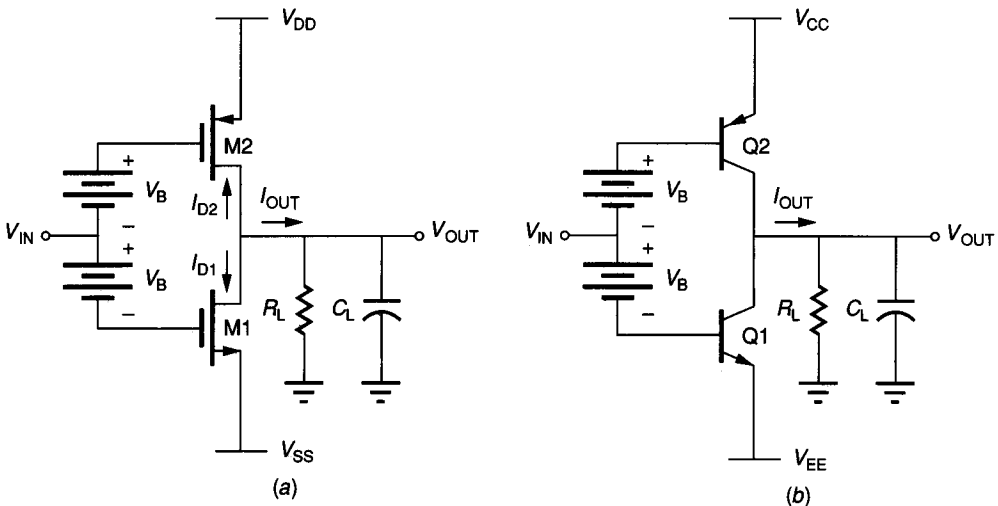 V_DD
M2
+
V_B
−
I_D2
I_OUT
V_IN
V_OUT
+
V_B
−
I_D1
M1
R_L
C_L
V_SS
(a)
V_CC
Q2
+
V_B
−
I_OUT
V_IN
V_OUT
+
V_B
−
Q1
R_L
C_L
V_EE
(b)